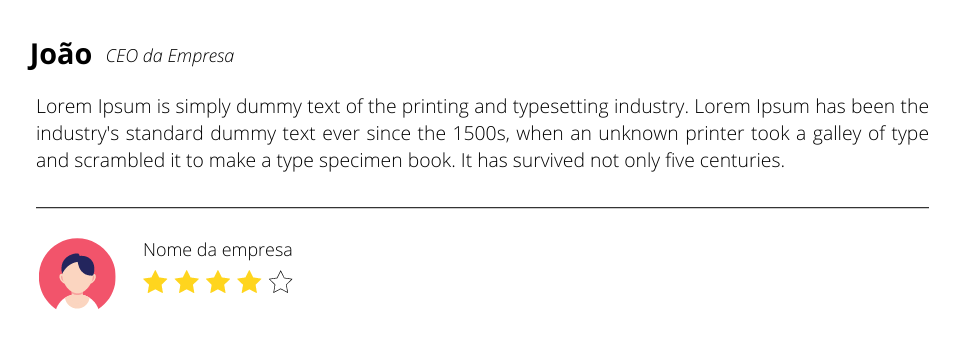 João CEO da Empresa
Lorem Ipsum is simply dummy text of the printing and typesetting industry. Lorem Ipsum has been the
industry's standard dummy text ever since the 1500s, when an unknown printer took a galley of type
and scrambled it to make a type specimen book. It has survived not only five centuries.
Nome da empresa